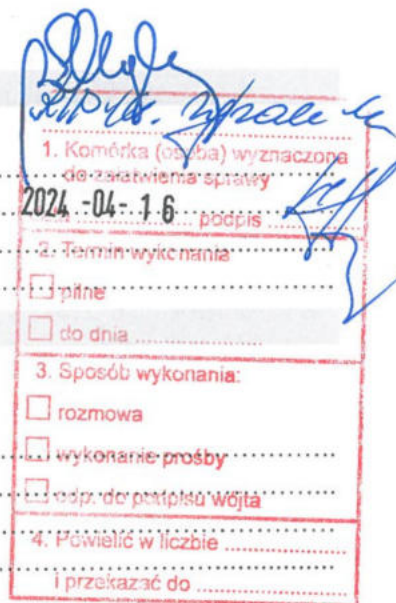 1. Komórka (osoba) wyznaczona
do załatwienia sprawy
2024 -04- 16 podpis ..........
2. Termin wykonania
☐ pilne
☐ do dnia ....................
3. Sposób wykonania:
☐ rozmowa
☐ wykonanie prośby
☐ odp. do podpisu wójta
4. Powielić w liczbie ...............
i przekazać do ...................